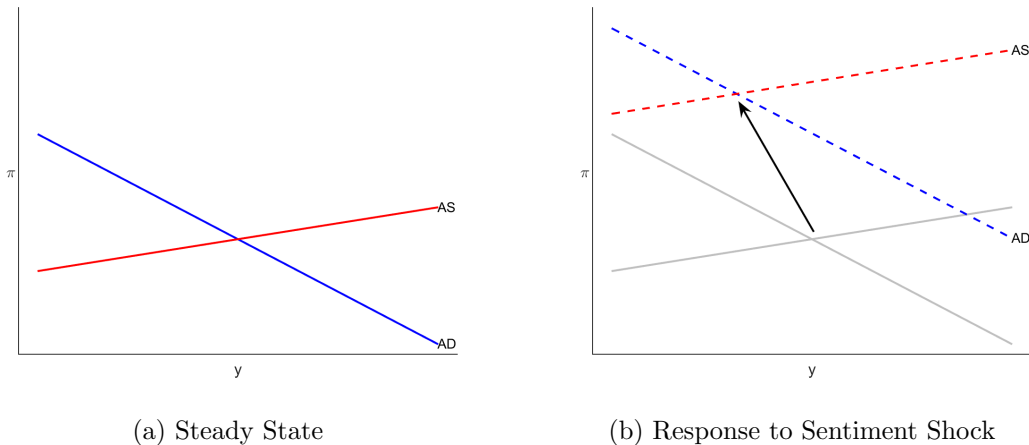 π
AS
AD
y
(a) Steady State
π
AS
AD
y
(b) Response to Sentiment Shock